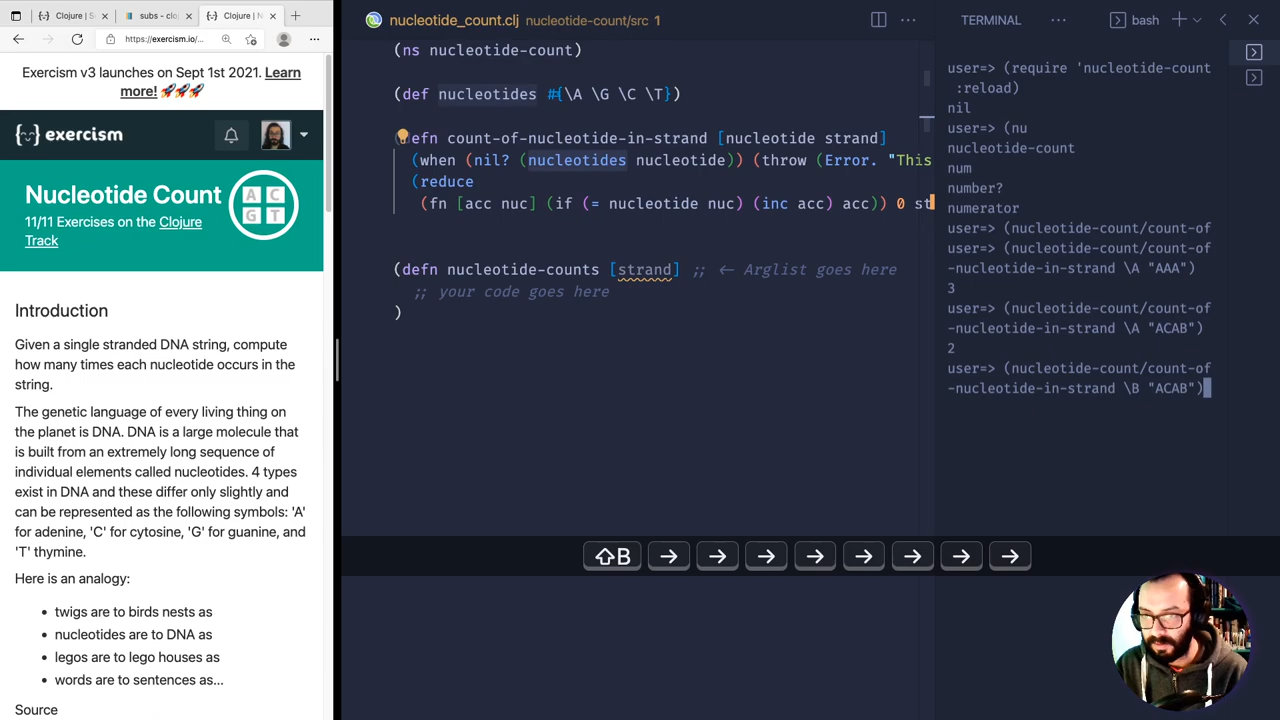 Clojure | S
subs - cloj
Clojure | N
https://exercism.io/...
Exercism v3 launches on Sept 1st 2021. Learn
more! 🚀🚀🚀
exercism
Nucleotide Count
11/11 Exercises on the Clojure
Track
A C
G T
Introduction
Given a single stranded DNA string, compute
how many times each nucleotide occurs in the
string.
The genetic language of every living thing on
the planet is DNA. DNA is a large molecule that
is built from an extremely long sequence of
individual elements called nucleotides. 4 types
exist in DNA and these differ only slightly and
can be represented as the following symbols: 'A'
for adenine, 'C' for cytosine, 'G' for guanine, and
'T' thymine.
Here is an analogy:
• twigs are to birds nests as
• nucleotides are to DNA as
• legos are to lego houses as
• words are to sentences as...
Source
nucleotide_count.clj nucleotide-count/src 1
(ns nucleotide-count)
(def nucleotides #{\A \G \C \T})
efn count-of-nucleotide-in-strand [nucleotide strand]
(when (nil? (nucleotides nucleotide)) (throw (Error. "This
(reduce
(fn [acc nuc] (if (= nucleotide nuc) (inc acc) acc)) 0 st
(defn nucleotide-counts [strand] ;; <- Arglist goes here
;; your code goes here
)
TERMINAL
bash
user=> (require 'nucleotide-count
:reload)
nil
user=> (nu
nucleotide-count
num
number?
numerator
user=> (nucleotide-count/count-of
user=> (nucleotide-count/count-of
-nucleotide-in-strand \A "AAA")
3
user=> (nucleotide-count/count-of
-nucleotide-in-strand \A "ACAB")
2
user=> (nucleotide-count/count-of
-nucleotide-in-strand \B "ACAB")
⇧B → → → → → → → →